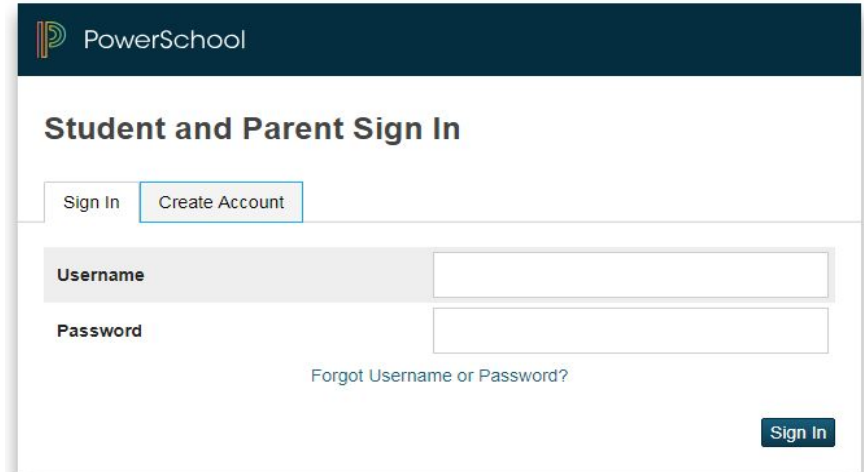 PowerSchool
Student and Parent Sign In
Sign In Create Account
Username
Password
Forgot Username or Password?
Sign In